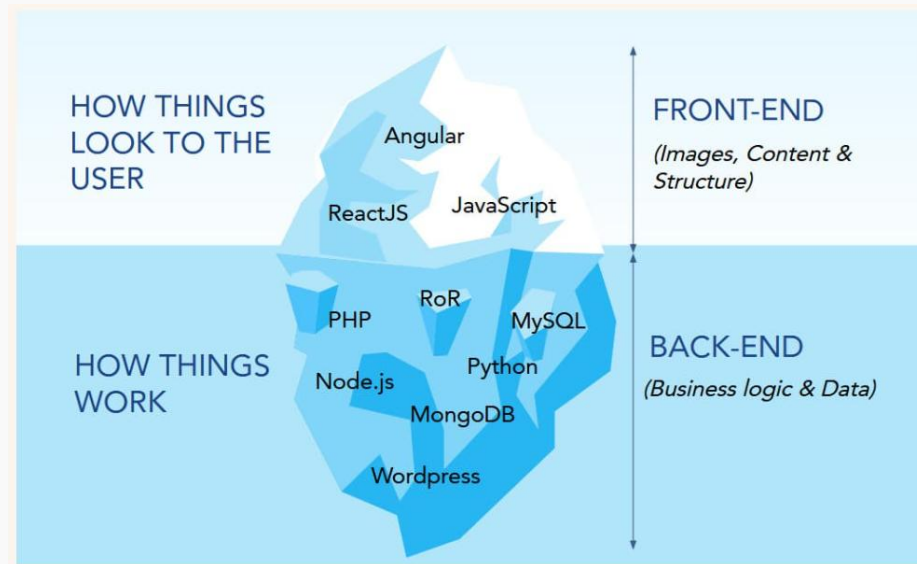 HOW THINGS
LOOK TO THE
USER
Angular
ReactJS
JavaScript
FRONT-END
(Images, Content &
Structure)
HOW THINGS
WORK
PHP
RoR
MySQL
Node.js
Python
MongoDB
Wordpress
BACK-END
(Business logic & Data)